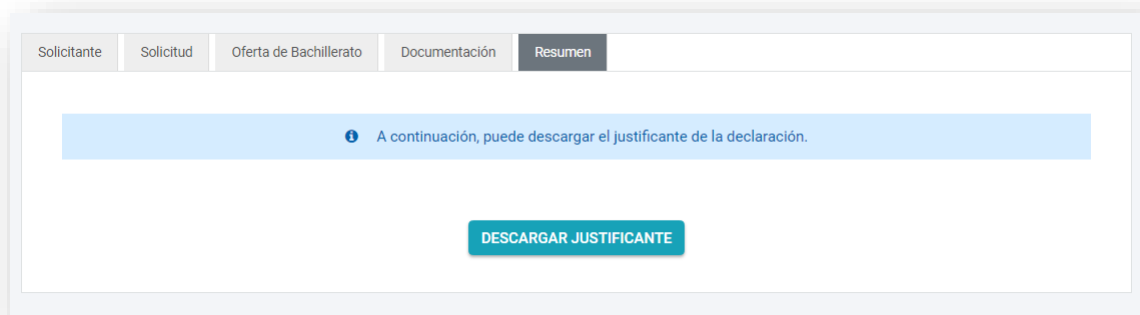 Solicitante Solicitud Oferta de Bachillerato Documentación Resumen
A continuación, puede descargar el justificante de la declaración.
DESCARGAR JUSTIFICANTE